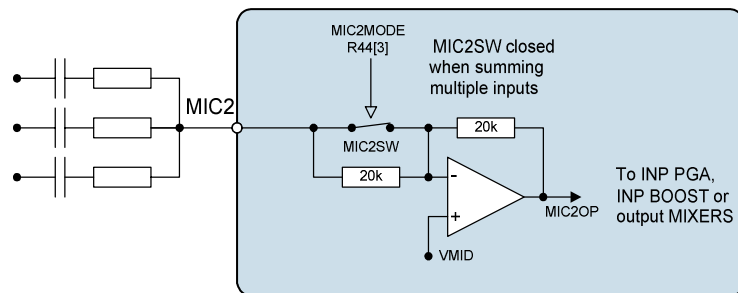 MIC2MODE
R44[3]
MIC2SW closed
when summing
multiple inputs
MIC2
MIC2SW
20k
20k
-
+
MIC2OP
VMID
To INP PGA,
INP BOOST or
output MIXERS